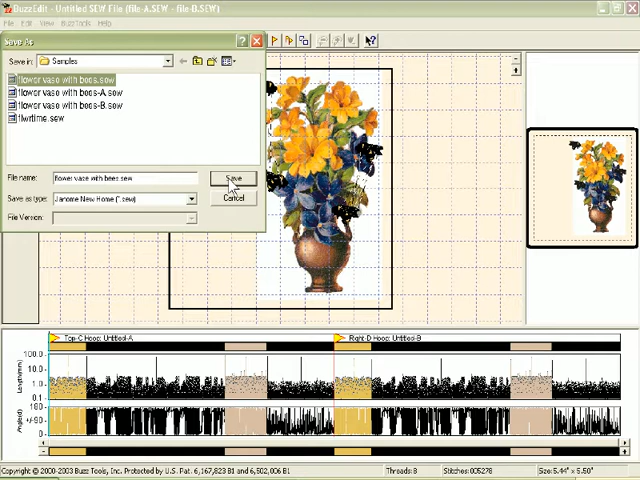 BuzzEdit - Untitled SEW File (file-A.SEW - file-B.SEW)
File Edit View BuzzTools Help
Save As
Save in: Samples
flower vase with bees.sew
flower vase with bees-A.sew
flower vase with bees-B.sew
flwrtime.sew
File name: flower vase with bees.sew Save
Save as type: Janome New Home (*.sew) Cancel
File Version:
Top-C Hoop: Untitled-A Right-D Hoop: Untitled-B
Length(mm)
100.0
10.0
1.0
0.1
Angle(d)
180
+/-90
0
Copyright © 2000-2003 Buzz Tools, Inc. Protected by U.S. Pat. 6,167,823 B1 and 6,502,006 B1 Threads:8 Stitches:005278 Size:5.44" x 5.50"